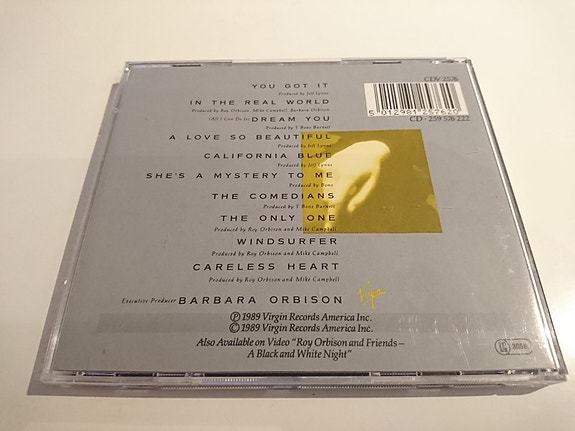 CDV 2576
YOU GOT IT
Produced by Jeff Lynne
IN THE REAL WORLD
Produced by Roy Orbison, Mike Campbell, Barbara Orbison
5 012981 257620
(All I Can Do Is) DREAM YOU
Produced by T Bone Burnett
CD · 259 576 222
A LOVE SO BEAUTIFUL
Produced by Jeff Lynne
CALIFORNIA BLUE
Produced by Jeff Lynne
SHE'S A MYSTERY TO ME
Produced by Bono
THE COMEDIANS
Produced by T Bone Burnett
THE ONLY ONE
Produced by Roy Orbison and Mike Campbell
WINDSURFER
Produced by Roy Orbison and Mike Campbell
CARELESS HEART
Produced by Roy Orbison and Mike Campbell
Executive Producer BARBARA ORBISON
Virgin
Ⓟ 1989 Virgin Records America Inc.
© 1989 Virgin Records America Inc.
Also Available on Video "Roy Orbison and Friends –
A Black and White Night"
LC 3098